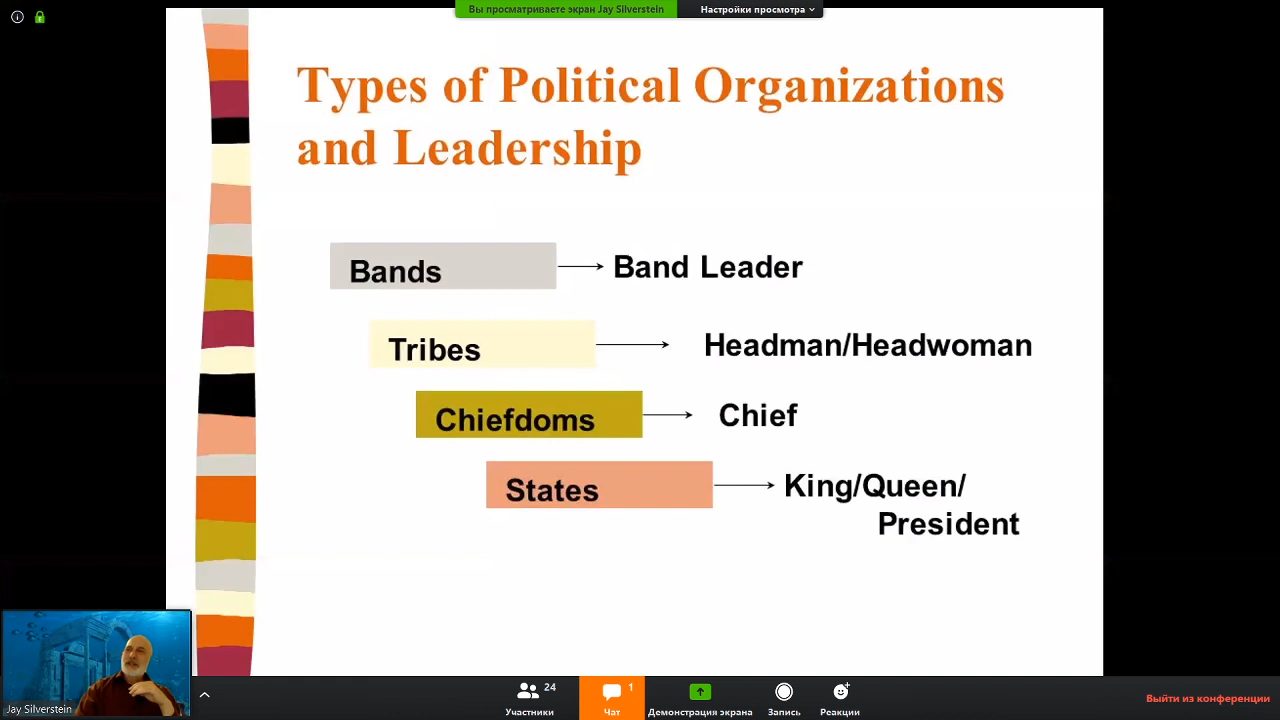 Вы просматриваете экран Jay Silverstein
Настройки просмотра
Types of Political Organizations
and Leadership
Bands
Band Leader
Tribes
Headman/Headwoman
Chiefdoms
Chief
States
King/Queen/
President
Jay Silverstein
24
Участники
1
Чат
Демонстрация экрана
Запись
Реакции
Выйти из конференции